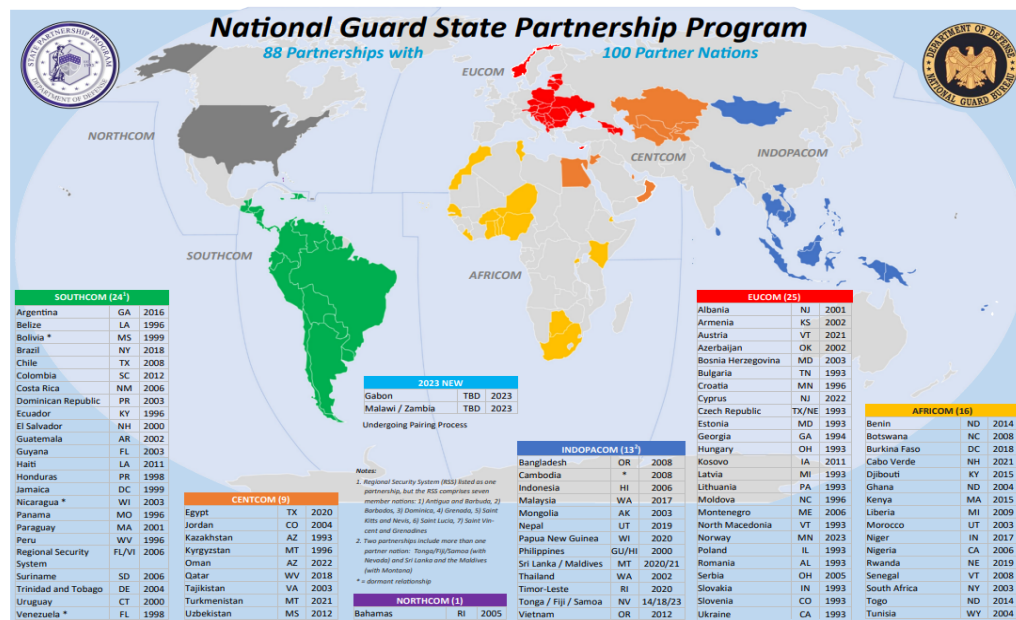 National Guard State Partnership Program
88 Partnerships with 100 Partner Nations
STATE PARTNERSHIP PROGRAM
DEPARTMENT OF DEFENSE
DEPARTMENT OF DEFENSE
NATIONAL GUARD BUREAU
EUCOM
NORTHCOM
CENTCOM
INDOPACOM
SOUTHCOM
AFRICOM
SOUTHCOM (24¹)
Argentina GA 2016
Belize LA 1996
Bolivia * MS 1999
Brazil NY 2018
Chile TX 2008
Colombia SC 2012
Costa Rica NM 2006
Dominican Republic PR 2003
Ecuador KY 1996
El Salvador NH 2000
Guatemala AR 2002
Guyana FL 2003
Haiti LA 2011
Honduras PR 1998
Jamaica DC 1999
Nicaragua * WI 2003
Panama MO 1996
Paraguay MA 2001
Peru WV 1996
Regional Security FL/VI 2006
System
Suriname SD 2006
Trinidad and Tobago DE 2004
Uruguay CT 2000
Venezuela * FL 1998
CENTCOM (9)
Egypt TX 2020
Jordan CO 2004
Kazakhstan AZ 1993
Kyrgyzstan MT 1996
Oman AZ 2022
Qatar WV 2018
Tajikistan VA 2003
Turkmenistan MT 2021
Uzbekistan MS 2012
2023 NEW
Gabon TBD 2023
Malawi / Zambia TBD 2023
Undergoing Pairing Process
Notes:
1. Regional Security System (RSS) listed as one
partnership, but the RSS comprises seven
member nations: 1) Antigua and Barbuda, 2)
Barbados, 3) Dominica, 4) Grenada, 5) Saint
Kitts and Nevis, 6) Saint Lucia, 7) Saint Vin-
cent and Grenadines
2. Two partnerships include more than one
partner nation: Tonga/Fiji/Samoa (with
Nevada) and Sri Lanka and the Maldives
(with Montana)
* = dormant relationship
NORTHCOM (1)
Bahamas RI 2005
INDOPACOM (13²)
Bangladesh OR 2008
Cambodia * 2008
Indonesia HI 2006
Malaysia WA 2017
Mongolia AK 2003
Nepal UT 2019
Papua New Guinea WI 2020
Philippines GU/HI 2000
Sri Lanka / Maldives MT 2020/21
Thailand WA 2002
Timor-Leste RI 2020
Tonga / Fiji / Samoa NV 14/18/23
Vietnam OR 2012
EUCOM (25)
Albania NJ 2001
Armenia KS 2002
Austria VT 2021
Azerbaijan OK 2002
Bosnia Herzegovina MD 2003
Bulgaria TN 1993
Croatia MN 1996
Cyprus NJ 2022
Czech Republic TX/NE 1993
Estonia MD 1993
Georgia GA 1994
Hungary OH 1993
Kosovo IA 2011
Latvia MI 1993
Lithuania PA 1993
Moldova NC 1996
Montenegro ME 2006
North Macedonia VT 1993
Norway MN 2023
Poland IL 1993
Romania AL 1993
Serbia OH 2005
Slovakia IN 1993
Slovenia CO 1993
Ukraine CA 1993
AFRICOM (16)
Benin ND 2014
Botswana NC 2008
Burkina Faso DC 2018
Cabo Verde NH 2021
Djibouti KY 2015
Ghana ND 2004
Kenya MA 2015
Liberia MI 2009
Morocco UT 2003
Niger IN 2017
Nigeria CA 2006
Rwanda NE 2019
Senegal VT 2008
South Africa NY 2003
Togo ND 2014
Tunisia WY 2004